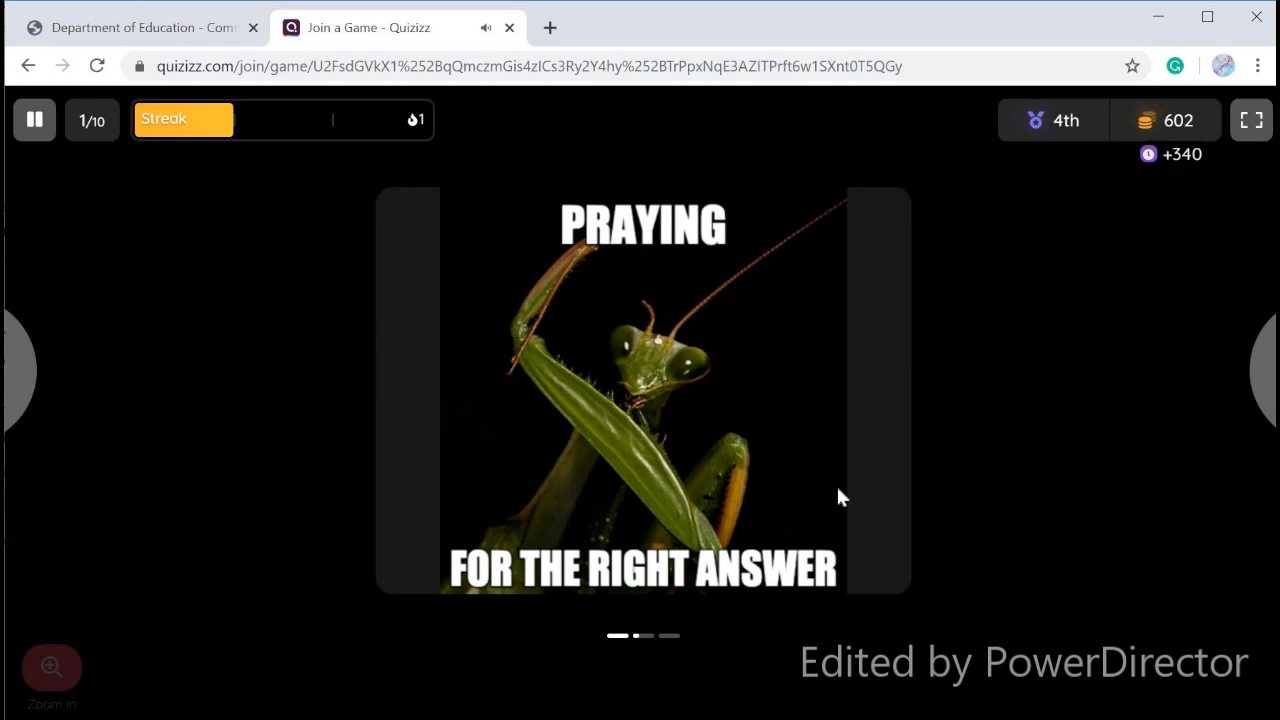 Department of Education - Com
Join a Game - Quizizz
quizizz.com/join/game/U2FsdGVkX1%252BqQmczmGis4zICs3Ry2Y4hy%252BTrPpxNqE3AZITPrft6w1SXnt0T5QGy
1/10
Streak
1
4th
602
+340
PRAYING
FOR THE RIGHT ANSWER
Edited by PowerDirector
Zoom In